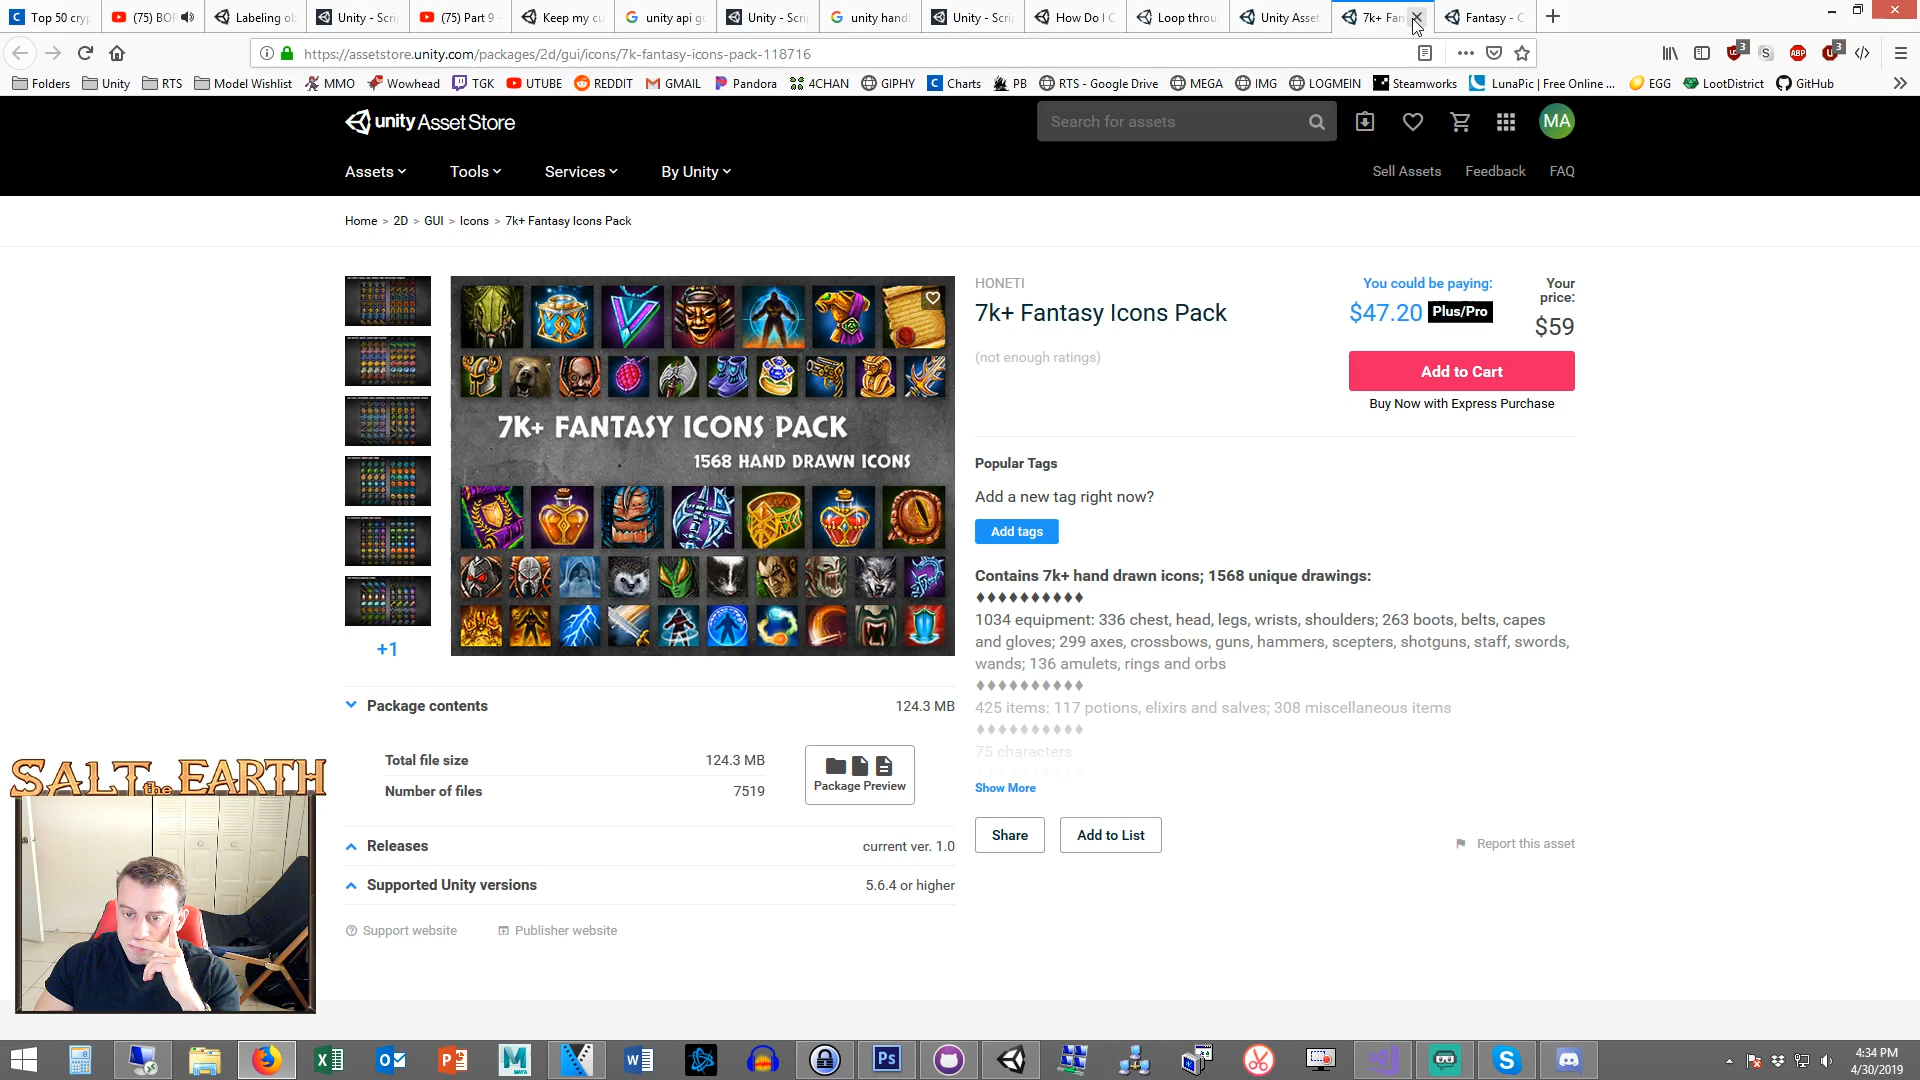 Top 50 cryp
(75) BOF
Labeling ob
Unity - Scri
(75) Part 9 -
Keep my cu
unity api gu
Unity - Scri
unity handl
Unity - Scri
How Do I C
Loop throu
Unity Asset
7k+ Fan
Fantasy - C
https://assetstore.unity.com/packages/2d/gui/icons/7k-fantasy-icons-pack-118716
3
S
ABP
3
Folders
Unity
RTS
Model Wishlist
MMO
Wowhead
TGK
UTUBE
REDDIT
GMAIL
Pandora
4CHAN
GIPHY
Charts
PB
RTS - Google Drive
MEGA
IMG
LOGMEIN
Steamworks
LunaPic | Free Online ...
EGG
LootDistrict
GitHub
unity Asset Store
Search for assets
MA
Assets
Tools
Services
By Unity
Sell Assets
Feedback
FAQ
Home > 2D > GUI > Icons > 7k+ Fantasy Icons Pack
7K+ FANTASY ICONS PACK
1568 HAND DRAWN ICONS
+1
HONETI
7k+ Fantasy Icons Pack
(not enough ratings)
You could be paying:
$47.20 Plus/Pro
Your
price:
$59
Add to Cart
Buy Now with Express Purchase
Popular Tags
Add a new tag right now?
Add tags
Contains 7k+ hand drawn icons; 1568 unique drawings:
♦♦♦♦♦♦♦♦♦♦
1034 equipment: 336 chest, head, legs, wrists, shoulders; 263 boots, belts, capes
and gloves; 299 axes, crossbows, guns, hammers, scepters, shotguns, staff, swords,
wands; 136 amulets, rings and orbs
♦♦♦♦♦♦♦♦♦♦
425 items: 117 potions, elixirs and salves; 308 miscellaneous items
♦♦♦♦♦♦♦♦♦♦
75 characters
Show More
Share
Add to List
Report this asset
Package contents
124.3 MB
Total file size
124.3 MB
Number of files
7519
Package Preview
Releases
current ver. 1.0
Supported Unity versions
5.6.4 or higher
Support website
Publisher website
SALT the EARTH
Ps
4:34 PM
4/30/2019